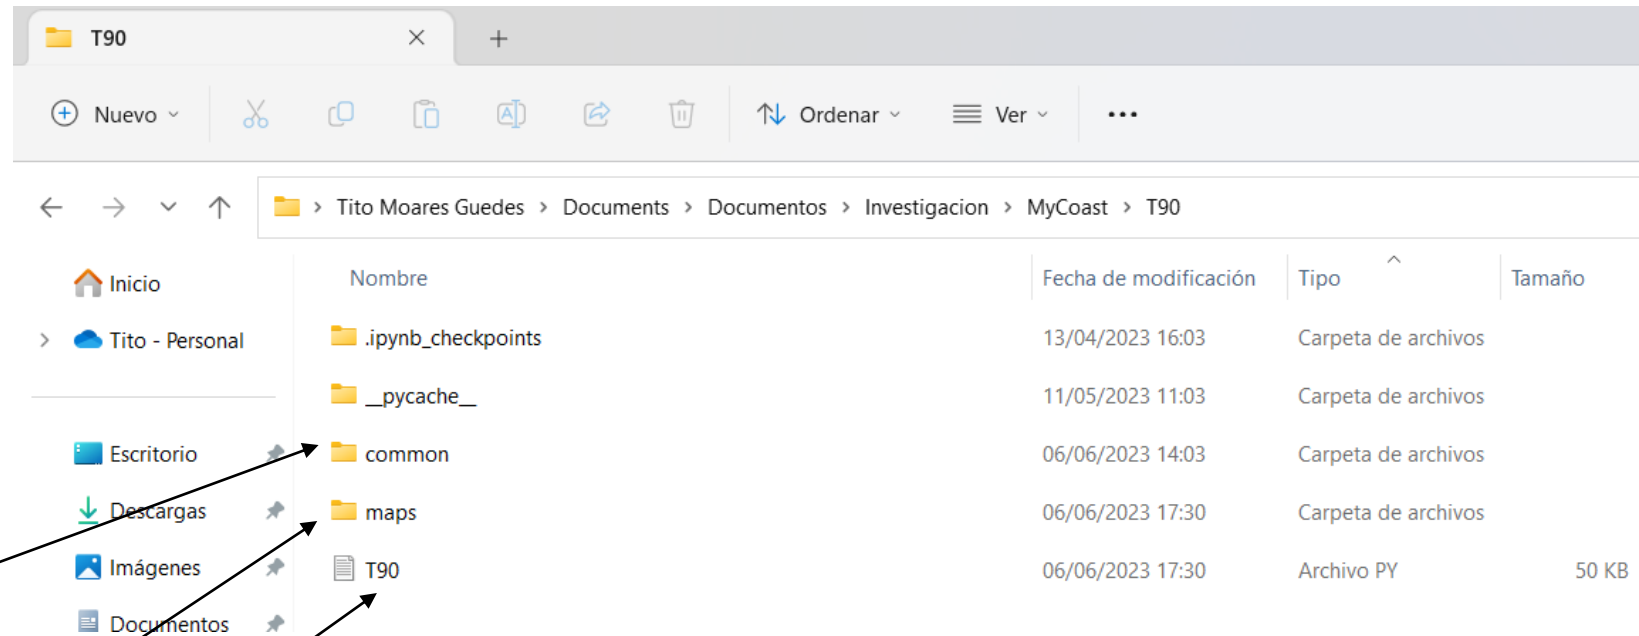 T90
Nuevo
Ordenar
Ver
Tito Moares Guedes > Documents > Documentos > Investigacion > MyCoast > T90
Inicio
Tito - Personal
Escritorio
Descargas
Imágenes
Documentos
Nombre Fecha de modificación Tipo Tamaño
.ipynb_checkpoints 13/04/2023 16:03 Carpeta de archivos
__pycache__ 11/05/2023 11:03 Carpeta de archivos
common 06/06/2023 14:03 Carpeta de archivos
maps 06/06/2023 17:30 Carpeta de archivos
T90 06/06/2023 17:30 Archivo PY 50 KB